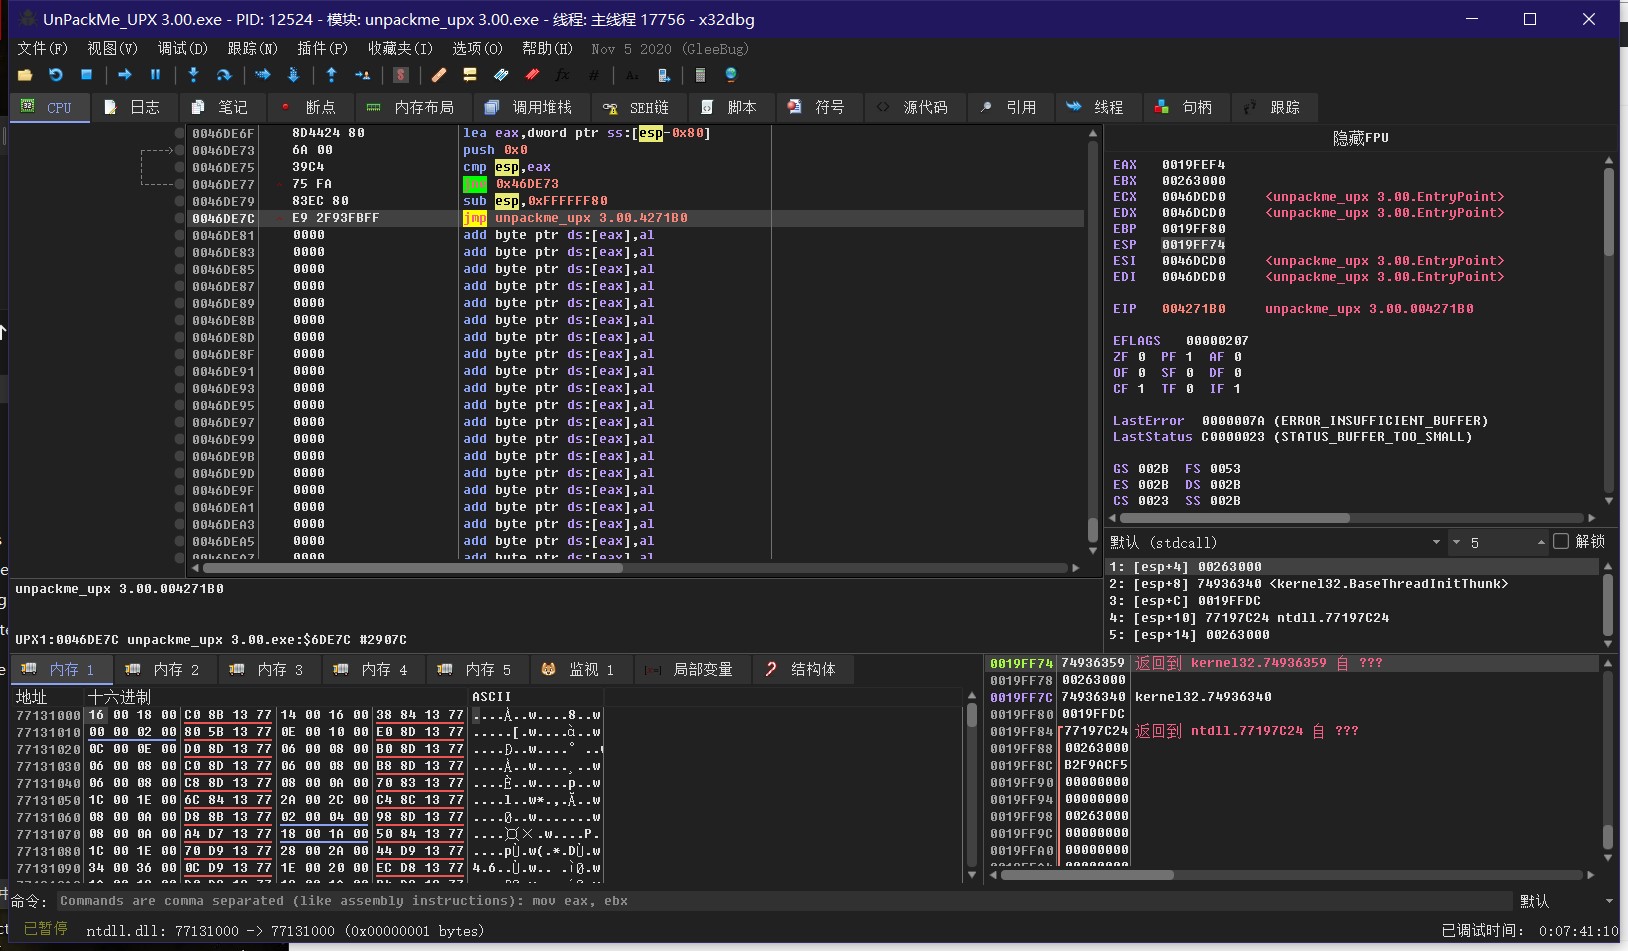 UnPackMe_UPX 3.00.exe - PID: 12524 - 模块: unpackme_upx 3.00.exe - 线程: 主线程 17756 - x32dbg
文件(F) 视图(V) 调试(D) 跟踪(N) 插件(P) 收藏夹(I) 选项(O) 帮助(H) Nov 5 2020 (GleeBug)
CPU 日志 笔记 断点 内存布局 调用堆栈 SEH链 脚本 符号 源代码 引用 线程 句柄 跟踪
0046DE6F 8D4424 80 lea eax,dword ptr ss:[esp-0x80]
0046DE73 6A 00 push 0x0
0046DE75 39C4 cmp esp,eax
0046DE77 75 FA 0x46DE73
0046DE79 83EC 80 sub esp,0xFFFFFF80
0046DE7C E9 2F93FBFF jmp unpackme_upx 3.00.4271B0
0046DE81 0000 add byte ptr ds:[eax],al
0046DE83 0000 add byte ptr ds:[eax],al
0046DE85 0000 add byte ptr ds:[eax],al
0046DE87 0000 add byte ptr ds:[eax],al
0046DE89 0000 add byte ptr ds:[eax],al
0046DE8B 0000 add byte ptr ds:[eax],al
0046DE8D 0000 add byte ptr ds:[eax],al
0046DE8F 0000 add byte ptr ds:[eax],al
0046DE91 0000 add byte ptr ds:[eax],al
0046DE93 0000 add byte ptr ds:[eax],al
0046DE95 0000 add byte ptr ds:[eax],al
0046DE97 0000 add byte ptr ds:[eax],al
0046DE99 0000 add byte ptr ds:[eax],al
0046DE9B 0000 add byte ptr ds:[eax],al
0046DE9D 0000 add byte ptr ds:[eax],al
0046DE9F 0000 add byte ptr ds:[eax],al
0046DEA1 0000 add byte ptr ds:[eax],al
0046DEA3 0000 add byte ptr ds:[eax],al
0046DEA5 0000 add byte ptr ds:[eax],al
0046DEA7 0000 add byte ptr ds:[eax],al
unpackme_upx 3.00.004271B0
UPX1:0046DE7C unpackme_upx 3.00.exe:$6DE7C #2907C
隐藏FPU
EAX 0019FEF4
EBX 00263000
ECX 0046DCD0 <unpackme_upx 3.00.EntryPoint>
EDX 0046DCD0 <unpackme_upx 3.00.EntryPoint>
EBP 0019FF80
ESP 0019FF74
ESI 0046DCD0 <unpackme_upx 3.00.EntryPoint>
EDI 0046DCD0 <unpackme_upx 3.00.EntryPoint>
EIP 004271B0 unpackme_upx 3.00.004271B0
EFLAGS 00000207
ZF 0 PF 1 AF 0
OF 0 SF 0 DF 0
CF 1 TF 0 IF 1
LastError 0000007A (ERROR_INSUFFICIENT_BUFFER)
LastStatus C0000023 (STATUS_BUFFER_TOO_SMALL)
GS 002B FS 0053
ES 002B DS 002B
CS 0023 SS 002B
默认 (stdcall) 5 解锁
1: [esp+4] 00263000
2: [esp+8] 74936340 <kernel32.BaseThreadInitThunk>
3: [esp+C] 0019FFDC
4: [esp+10] 77197C24 ntdll.77197C24
5: [esp+14] 00263000
内存 1 内存 2 内存 3 内存 4 内存 5 监视 1 局部变量 结构体
地址 十六进制 ASCII
77131000 16 00 18 00 C0 8B 13 77 14 00 16 00 38 84 13 77 ....À..w....8..w
77131010 00 00 02 00 80 5B 13 77 0E 00 10 00 E0 8D 13 77 .....[.w....à..w
77131020 0C 00 0E 00 D0 8D 13 77 06 00 08 00 B0 8D 13 77 ....Ð..w....°..w
77131030 06 00 08 00 C0 8D 13 77 06 00 08 00 B8 8D 13 77 ....À..w....¸..w
77131040 06 00 08 00 C8 8D 13 77 08 00 0A 00 70 83 13 77 ....È..w....p..w
77131050 1C 00 1E 00 6C 84 13 77 2A 00 2C 00 C4 8C 13 77 ....l..w*.,.Ä..w
77131060 08 00 0A 00 D8 8B 13 77 02 00 04 00 98 8D 13 77 ....Ø..w.......w
77131070 08 00 0A 00 A4 D7 13 77 18 00 1A 00 50 84 13 77 ....¤×.w....P.
77131080 1C 00 1E 00 70 D9 13 77 28 00 2A 00 44 D9 13 77 ....pÙ.w(.*.DÙ.w
77131090 34 00 36 00 0C D9 13 77 1E 00 20 00 EC D8 13 77 4.6..Ù.w.. .ìØ.w
0019FF74 74936359 返回到 kernel32.74936359 自 ???
0019FF78 00263000
0019FF7C 74936340 kernel32.74936340
0019FF80 0019FFDC
0019FF84 77197C24 返回到 ntdll.77197C24 自 ???
0019FF88 00263000
0019FF8C B2F9ACF5
0019FF90 00000000
0019FF94 00000000
0019FF98 00263000
0019FF9C 00000000
0019FFA0 00000000
命令: Commands are comma separated (like assembly instructions): mov eax, ebx 默认
已暂停 ntdll.dll: 77131000 -> 77131000 (0x00000001 bytes) 已调试时间: 0:07:41:10